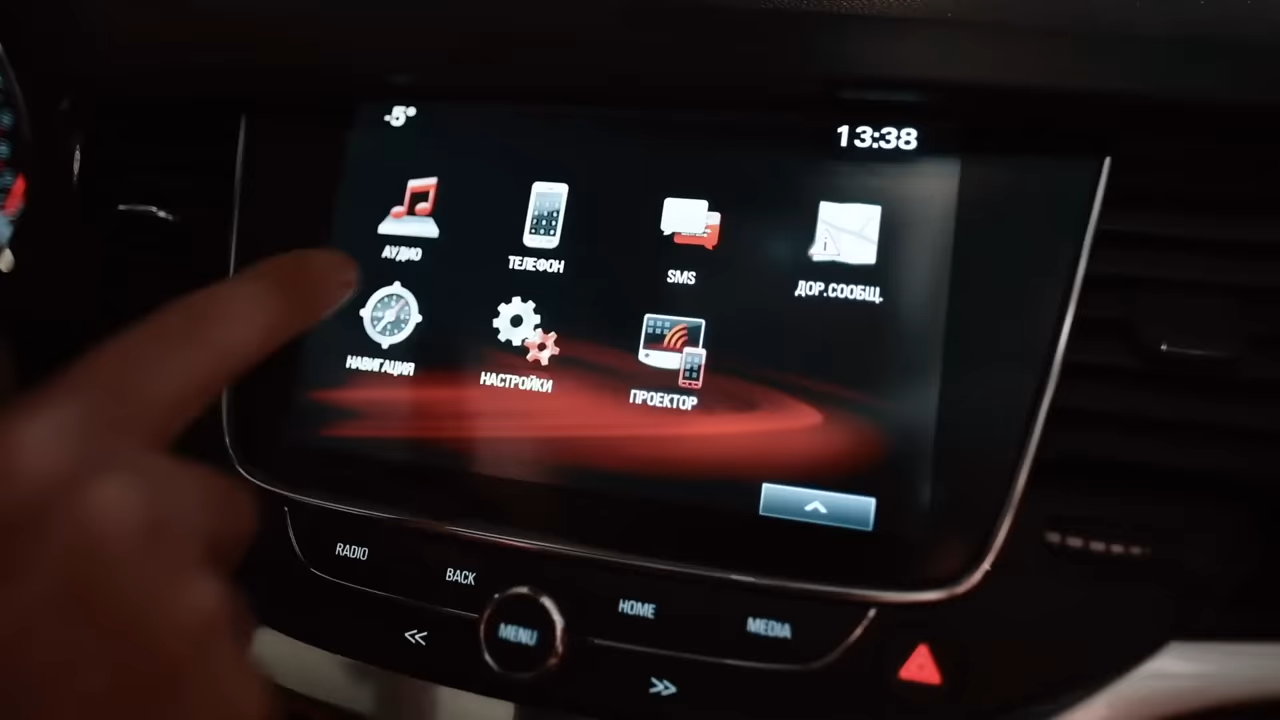 -5°
13:38
АУДИО
ТЕЛЕФОН
SMS
ДОР.СООБЩ.
НАВИГАЦИЯ
НАСТРОЙКИ
ПРОЕКТОР
RADIO
BACK
MENU
HOME
MEDIA